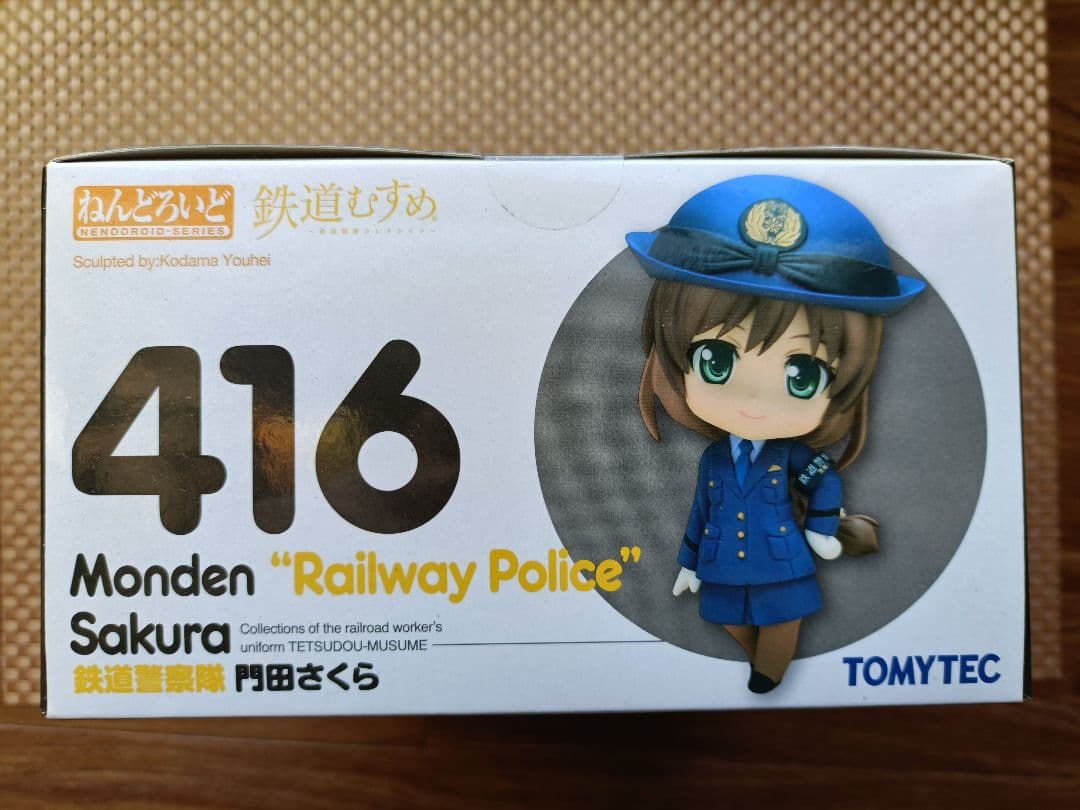 ねんどろいど
NENDOROID-SERIES
鉄道むすめ
Sculpted by:Kodama Youhei
416
Monden “Railway Police”
Sakura
Collections of the railroad worker's
uniform TETSUDOU-MUSUME
鉄道警察隊 門田さくら
TOMYTEC